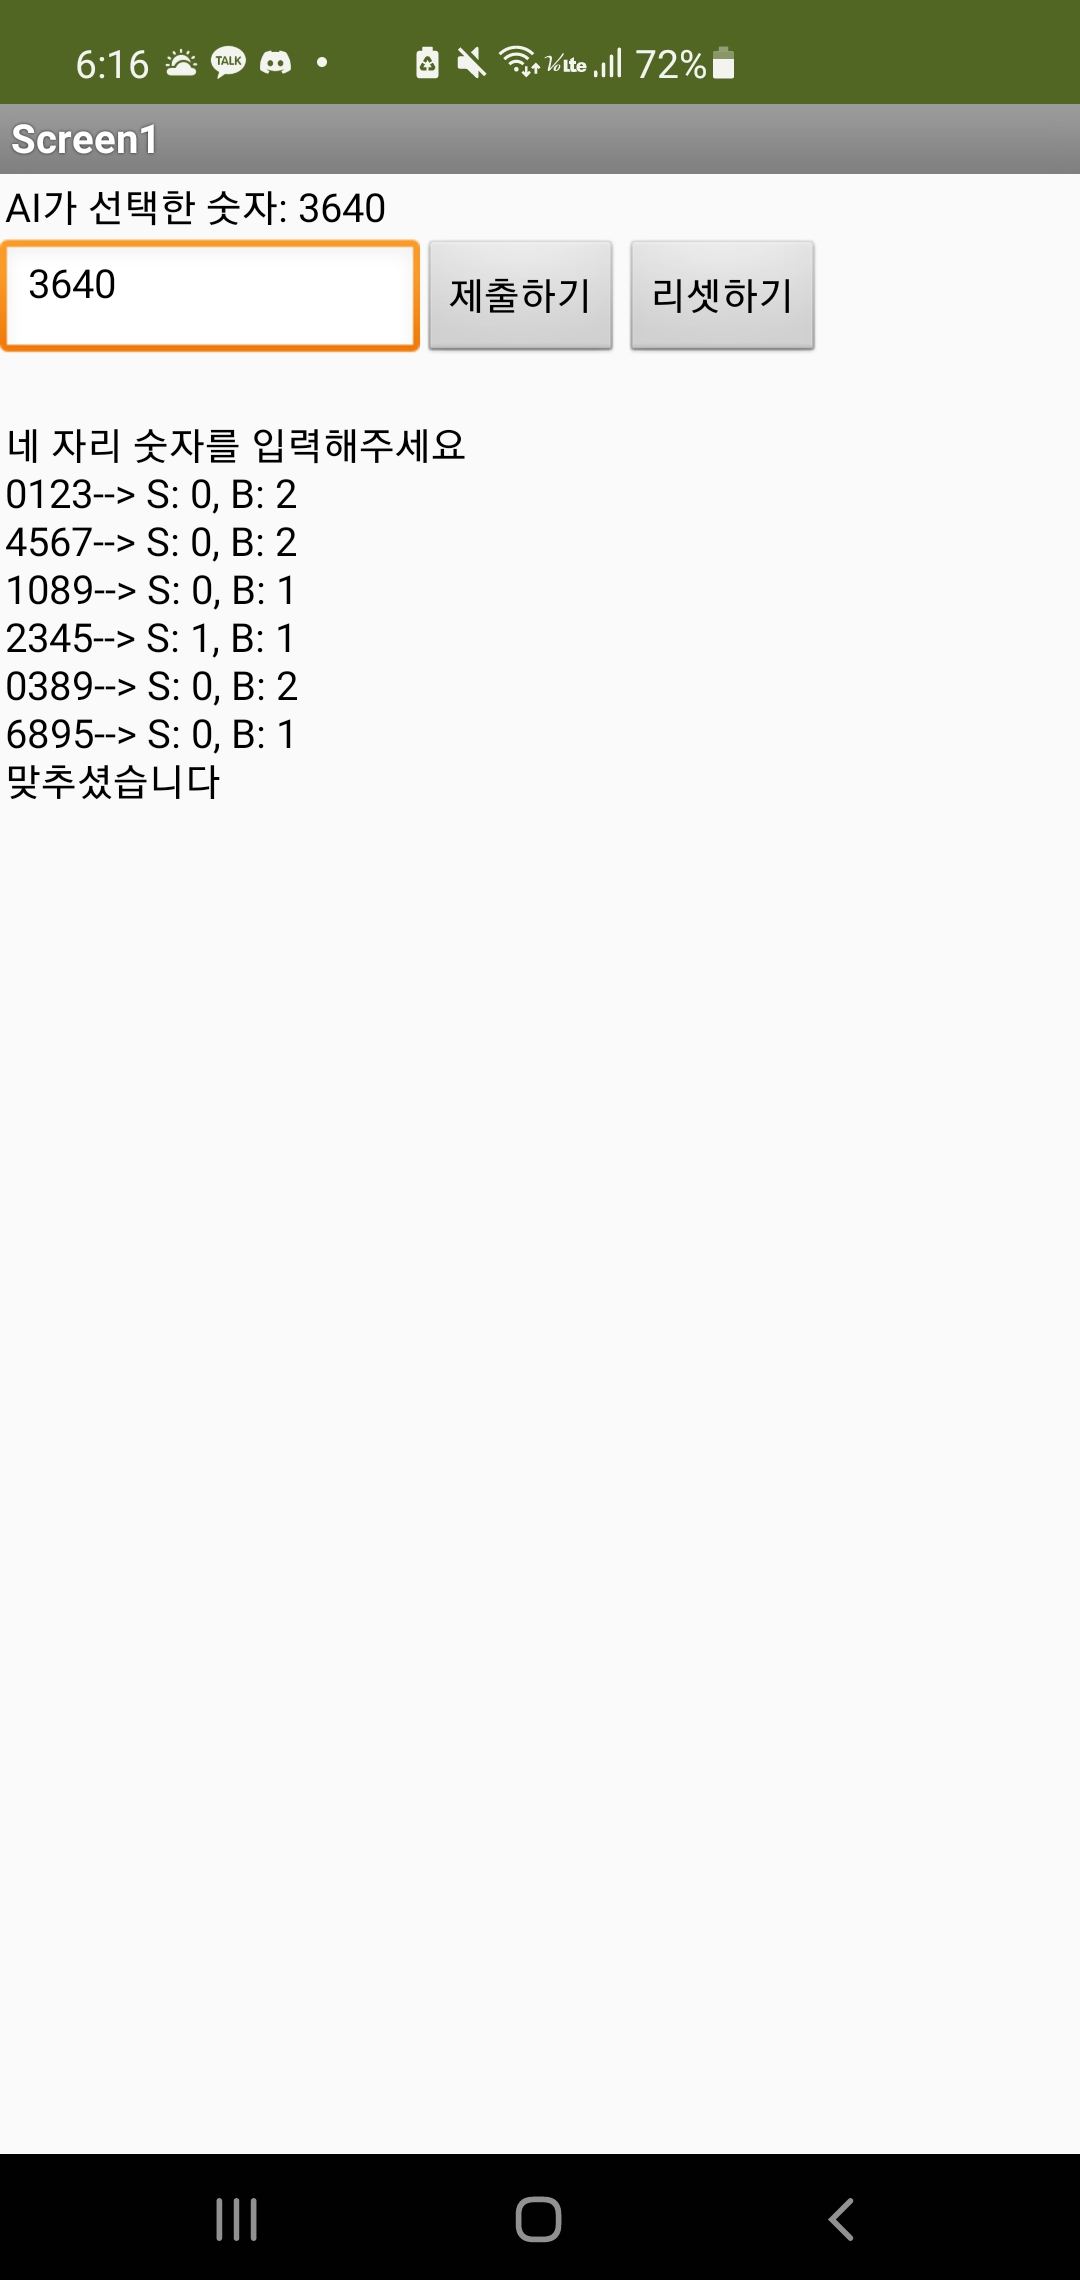 6:16 TALK VoLTE 72%
Screen1
AI가 선택한 숫자: 3640
3640 제출하기 리셋하기
네 자리 숫자를 입력해주세요
0123--> S: 0, B: 2
4567--> S: 0, B: 2
1089--> S: 0, B: 1
2345--> S: 1, B: 1
0389--> S: 0, B: 2
6895--> S: 0, B: 1
맞추셨습니다